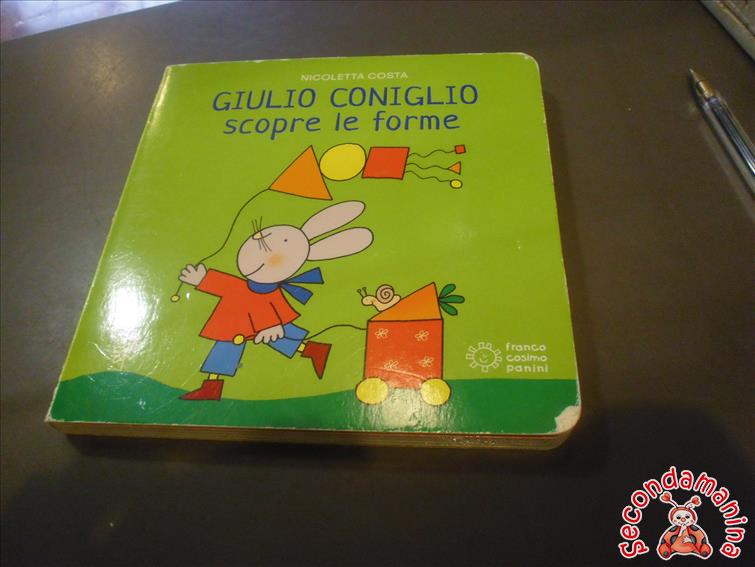 NICOLETTA COSTA
GIULIO CONIGLIO
scopre le forme
franco
cosimo
panini
Secondamanina